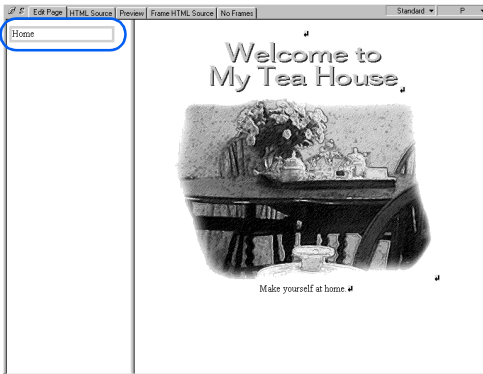 Edit Page HTML Source Preview Frame HTML Source No Frames Standard P
Home
Welcome to
My Tea House
Make yourself at home.